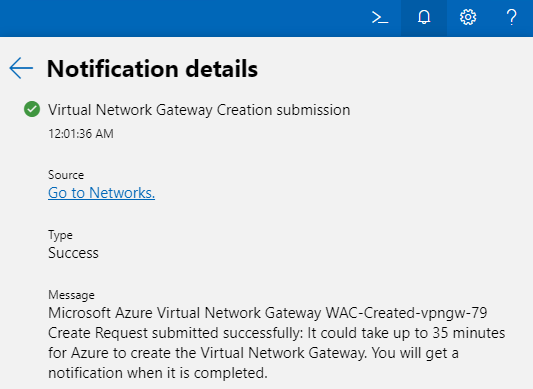 Notification details
Virtual Network Gateway Creation submission
12:01:36 AM
Source
Go to Networks.
Type
Success
Message
Microsoft Azure Virtual Network Gateway WAC-Created-vpngw-79
Create Request submitted successfully: It could take up to 35 minutes
for Azure to create the Virtual Network Gateway. You will get a
notification when it is completed.